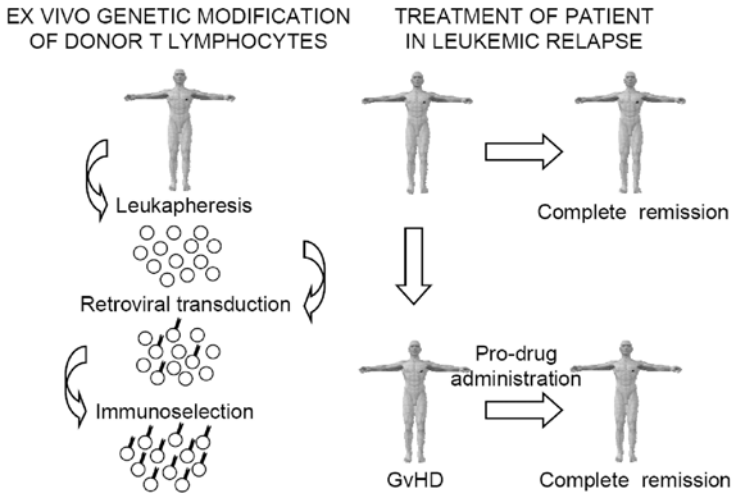 EX VIVO GENETIC MODIFICATION
OF DONOR T LYMPHOCYTES
TREATMENT OF PATIENT
IN LEUKEMIC RELAPSE
Leukapheresis
Retroviral transduction
Immunoselection
Complete remission
Pro-drug
administration
GvHD
Complete remission